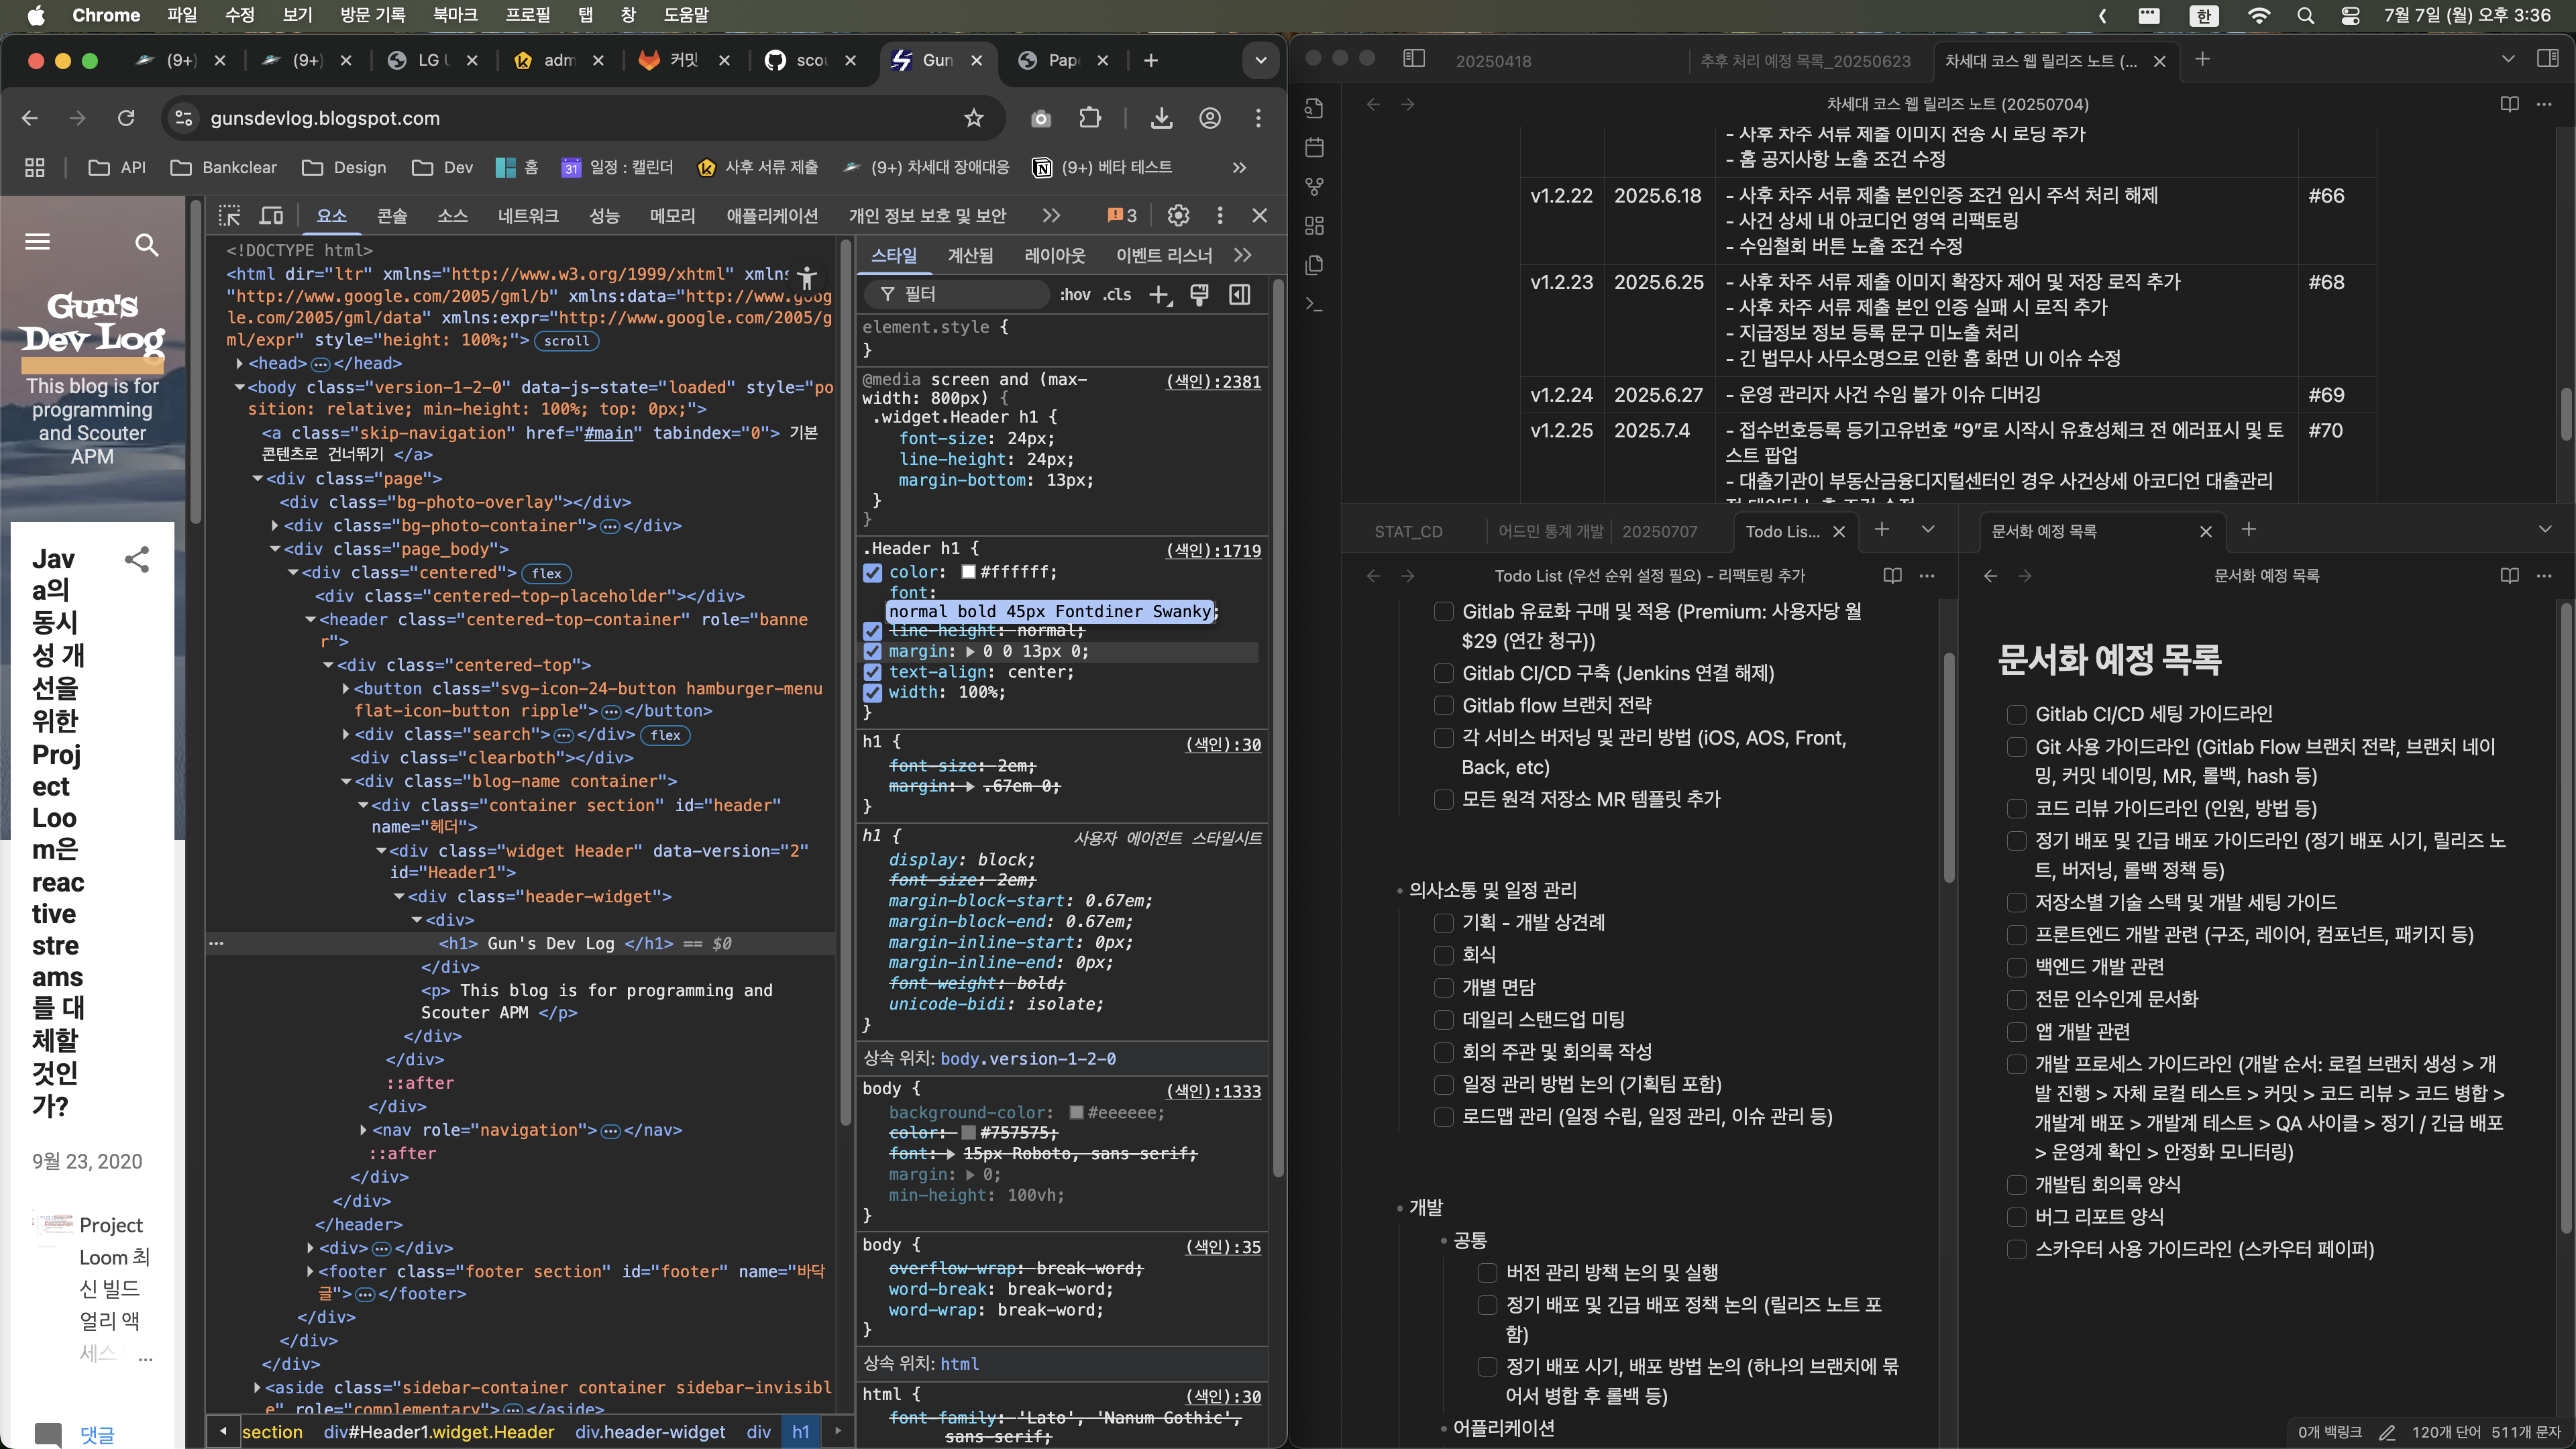 Chrome 파일 수정 보기 방문 기록 북마크 프로필 탭 창 도움말
한 7월 7일 (월) 오후 3:36
(9+) (9+) LG adm 커밋 scou Gun Pap
gunsdevlog.blogspot.com
API Bankclear Design Dev 홈 31 일정 : 캘린더 사후 서류 제출 (9+) 차세대 장애대응 (9+) 베타 테스트
Gun's
Dev Log
This blog is for
programming
and Scouter
APM
Jav
a의
동시
성 개
선을
위한
Proj
ect
Loo
m은
reac
tive
stre
ams
를 대
체할
것인
가?
9월 23, 2020
Project
Loom 최
신 빌드
얼리 액
세스 ...
댓글
요소 콘솔 소스 네트워크 성능 메모리 애플리케이션 개인 정보 보호 및 보안 3
<!DOCTYPE html>
<html dir="ltr" xmlns="http://www.w3.org/1999/xhtml" xmlns:
"http://www.google.com/2005/gml/b" xmlns:data="http://www.goog
le.com/2005/gml/data" xmlns:expr="http://www.google.com/2005/g
ml/expr" style="height: 100%;"> scroll
<head> ... </head>
<body class="version-1-2-0" data-js-state="loaded" style="po
sition: relative; min-height: 100%; top: 0px;">
<a class="skip-navigation" href="#main" tabindex="0"> 기본
콘텐츠로 건너뛰기 </a>
<div class="page">
<div class="bg-photo-overlay"></div>
<div class="bg-photo-container"> ... </div>
<div class="page_body">
<div class="centered"> flex
<div class="centered-top-placeholder"></div>
<header class="centered-top-container" role="banne
r">
<div class="centered-top">
<button class="svg-icon-24-button hamburger-menu
flat-icon-button ripple"> ... </button>
<div class="search"> ... </div> flex
<div class="clearboth"></div>
<div class="blog-name container">
<div class="container section" id="header"
name="헤더">
<div class="widget Header" data-version="2"
id="Header1">
<div class="header-widget">
<div>
... <h1> Gun's Dev Log </h1> == $0
</div>
<p> This blog is for programming and
Scouter APM </p>
</div>
</div>
::after
</div>
<nav role="navigation"> ... </nav>
::after
</div>
</div>
</header>
<div> ... </div>
<footer class="footer section" id="footer" name="바닥
글"> ... </footer>
</div>
</div>
</div>
<aside class="sidebar-container container sidebar-invisibl
e" role="complementary"> ... </aside>
section div#Header1.widget.Header div.header-widget div h1
스타일 계산됨 레이아웃 이벤트 리스너
필터 :hov .cls
element.style {
}
@media screen and (max-
width: 800px) { (색인):2381
.widget.Header h1 {
font-size: 24px;
line-height: 24px;
margin-bottom: 13px;
}
}
.Header h1 { (색인):1719
color: #ffffff;
font:
normal bold 45px Fontdiner Swanky;
line-height: normal;
margin: 0 0 13px 0;
text-align: center;
width: 100%;
}
h1 { (색인):30
font-size: 2em;
margin: .67em 0;
}
h1 { 사용자 에이전트 스타일시트
display: block;
font-size: 2em;
margin-block-start: 0.67em;
margin-block-end: 0.67em;
margin-inline-start: 0px;
margin-inline-end: 0px;
font-weight: bold;
unicode-bidi: isolate;
}
상속 위치: body.version-1-2-0
body { (색인):1333
background-color: #eeeeee;
color: #757575;
font: 15px Roboto, sans-serif;
margin: 0;
min-height: 100vh;
}
body { (색인):35
overflow-wrap: break-word;
word-break: break-word;
word-wrap: break-word;
}
상속 위치: html
html { (색인):30
font-family: 'Lato', 'Nanum Gothic',
sans-serif;
20250418 추후 처리 예정 목록_20250623 차세대 코스 웹 릴리즈 노트 (...
차세대 코스 웹 릴리즈 노트 (20250704)
- 사후 차주 서류 제출 이미지 전송 시 로딩 추가
- 홈 공지사항 노출 조건 수정
v1.2.22 2025.6.18 - 사후 차주 서류 제출 본인인증 조건 임시 주석 처리 해제 #66
- 사건 상세 내 아코디언 영역 리팩토링
- 수임철회 버튼 노출 조건 수정
v1.2.23 2025.6.25 - 사후 차주 서류 제출 이미지 확장자 제어 및 저장 로직 추가 #68
- 사후 차주 서류 제출 본인 인증 실패 시 로직 추가
- 지급정보 정보 등록 문구 미노출 처리
- 긴 법무사 사무소명으로 인한 홈 화면 UI 이슈 수정
v1.2.24 2025.6.27 - 운영 관리자 사건 수임 불가 이슈 디버깅 #69
v1.2.25 2025.7.4 - 접수번호등록 등기고유번호 “9”로 시작시 유효성체크 전 에러표시 및 토 #70
스트 팝업
- 대출기관이 부동산금융디지털센터인 경우 사건상세 아코디언 대출관리
STAT_CD 어드민 통계 개발 20250707 Todo Lis...
Todo List (우선 순위 설정 필요) - 리팩토링 추가
Gitlab 유료화 구매 및 적용 (Premium: 사용자당 월
$29 (연간 청구))
Gitlab CI/CD 구축 (Jenkins 연결 해제)
Gitlab flow 브랜치 전략
각 서비스 버저닝 및 관리 방법 (iOS, AOS, Front,
Back, etc)
모든 원격 저장소 MR 템플릿 추가
의사소통 및 일정 관리
기획 - 개발 상견례
회식
개별 면담
데일리 스탠드업 미팅
회의 주관 및 회의록 작성
일정 관리 방법 논의 (기획팀 포함)
로드맵 관리 (일정 수립, 일정 관리, 이슈 관리 등)
개발
공통
버전 관리 방책 논의 및 실행
정기 배포 및 긴급 배포 정책 논의 (릴리즈 노트 포
함)
정기 배포 시기, 배포 방법 논의 (하나의 브랜치에 묶
어서 병합 후 롤백 등)
어플리케이션
문서화 예정 목록
문서화 예정 목록
문서화 예정 목록
Gitlab CI/CD 세팅 가이드라인
Git 사용 가이드라인 (Gitlab Flow 브랜치 전략, 브랜치 네이
밍, 커밋 네이밍, MR, 롤백, hash 등)
코드 리뷰 가이드라인 (인원, 방법 등)
정기 배포 및 긴급 배포 가이드라인 (정기 배포 시기, 릴리즈 노
트, 버저닝, 롤백 정책 등)
저장소별 기술 스택 및 개발 세팅 가이드
프론트엔드 개발 관련 (구조, 레이어, 컴포넌트, 패키지 등)
백엔드 개발 관련
전문 인수인계 문서화
앱 개발 관련
개발 프로세스 가이드라인 (개발 순서: 로컬 브랜치 생성 > 개
발 진행 > 자체 로컬 테스트 > 커밋 > 코드 리뷰 > 코드 병합 >
개발계 배포 > 개발계 테스트 > QA 사이클 > 정기 / 긴급 배포
> 운영계 확인 > 안정화 모니터링)
개발팀 회의록 양식
버그 리포트 양식
스카우터 사용 가이드라인 (스카우터 페이퍼)
0개 백링크 120개 단어 511개 문자